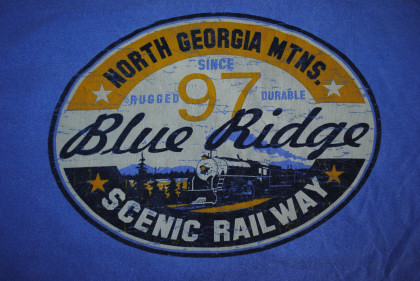 NORTH GEORGIA MTNS.
SINCE
RUGGED 97 DURABLE
Blue Ridge
SCENIC RAILWAY